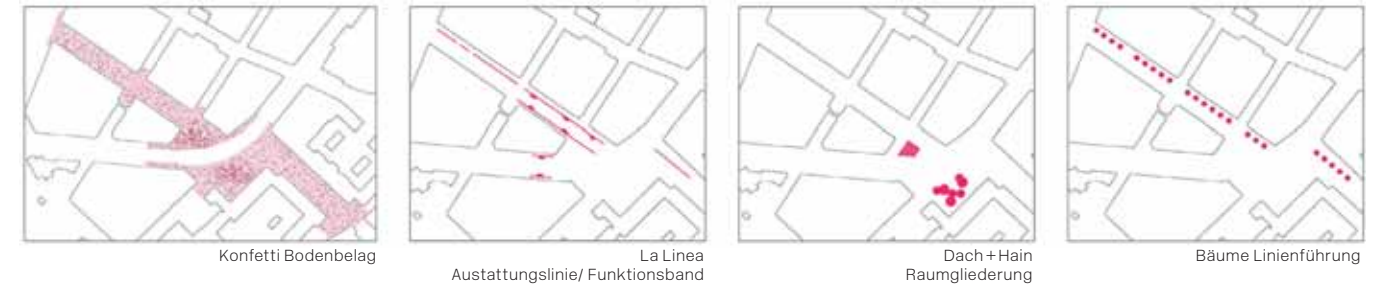 Konfetti Bodenbelag
La Linea
Austattungslinie/ Funktionsband
Dach+Hain
Raumgliederung
Bäume Linienführung